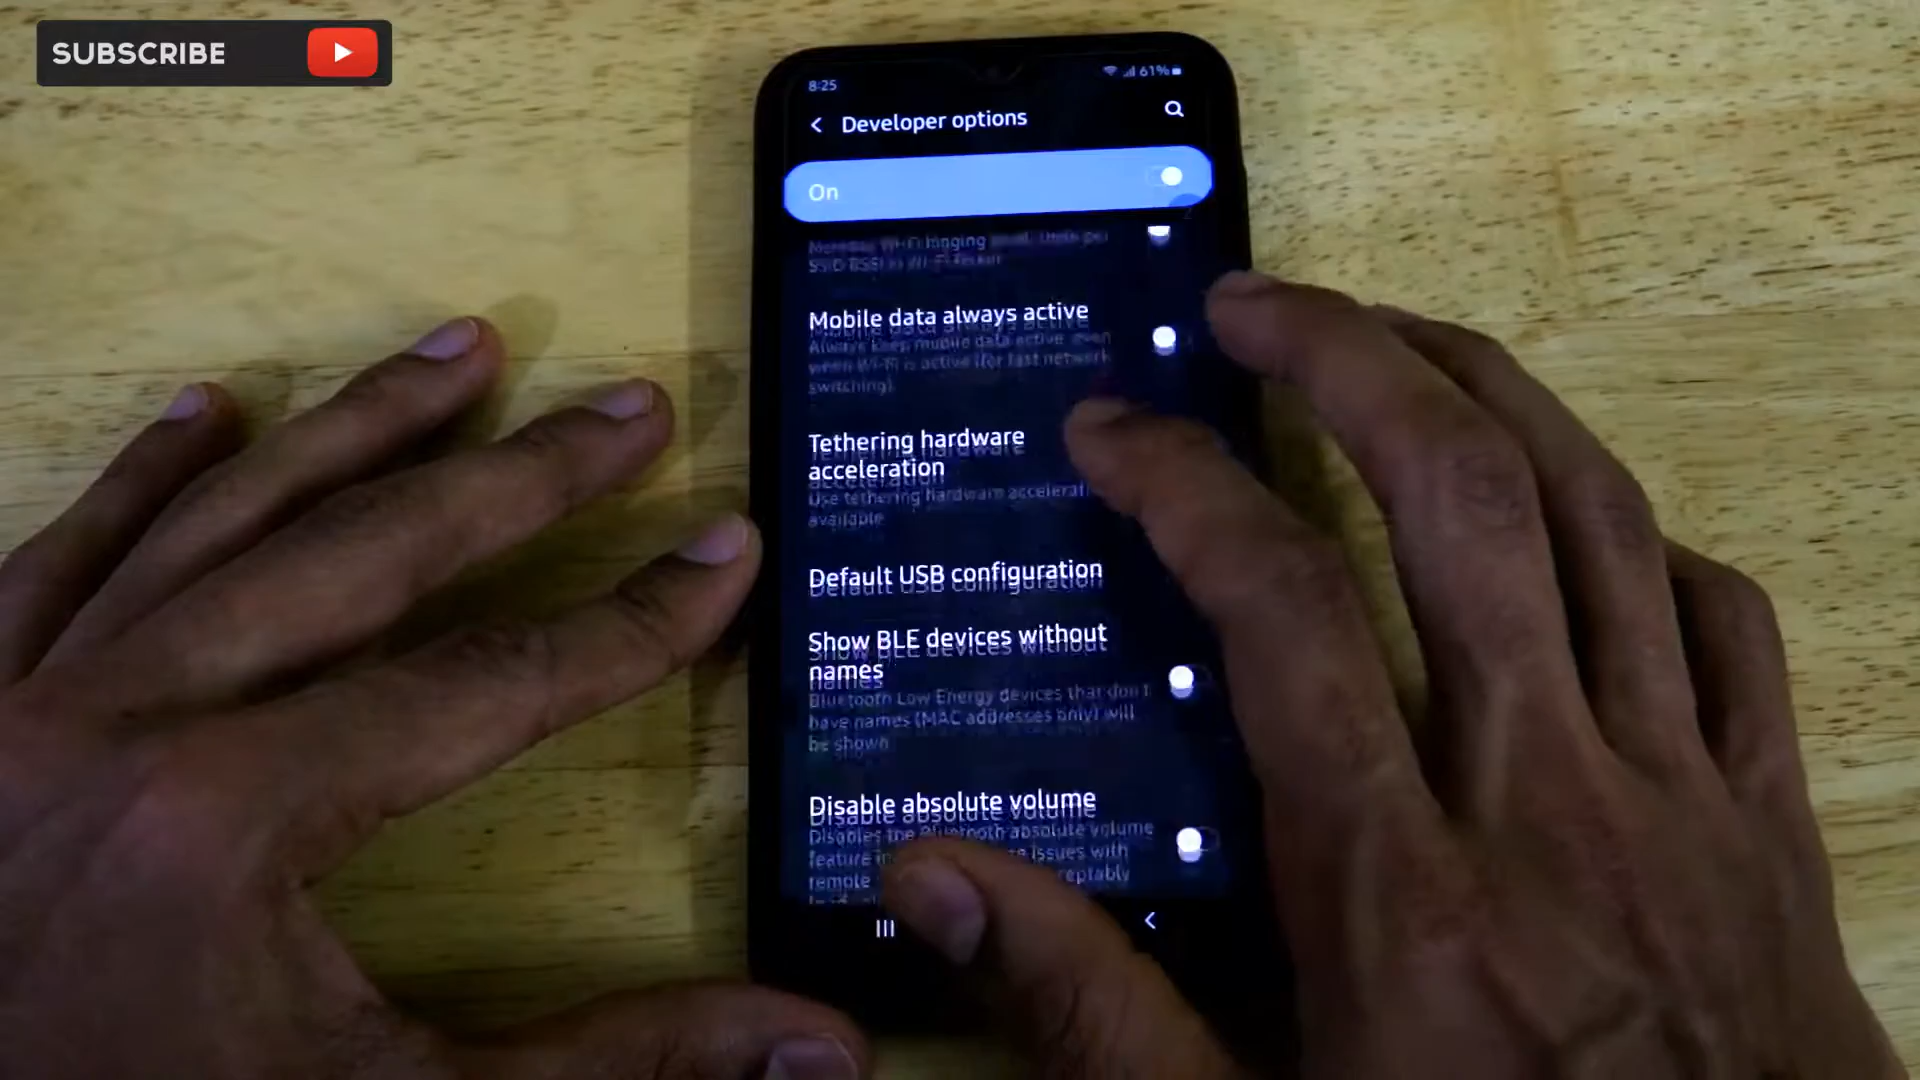 SUBSCRIBE
8:25
61%
Developer options
On
Wi-Fi
Mobile data always active
Always keep mobile data active, even
when Wi-Fi is active (for fast network
switching).
Tethering hardware
acceleration
Use tethering hardware
available
Default USB configuration
Show BLE devices without
names
Bluetooth Low Energy devices that don't
have names (MAC addresses only) will
be shown
Disable absolute volume
Disables the Bluetooth absolute volume
feature issues with
remote